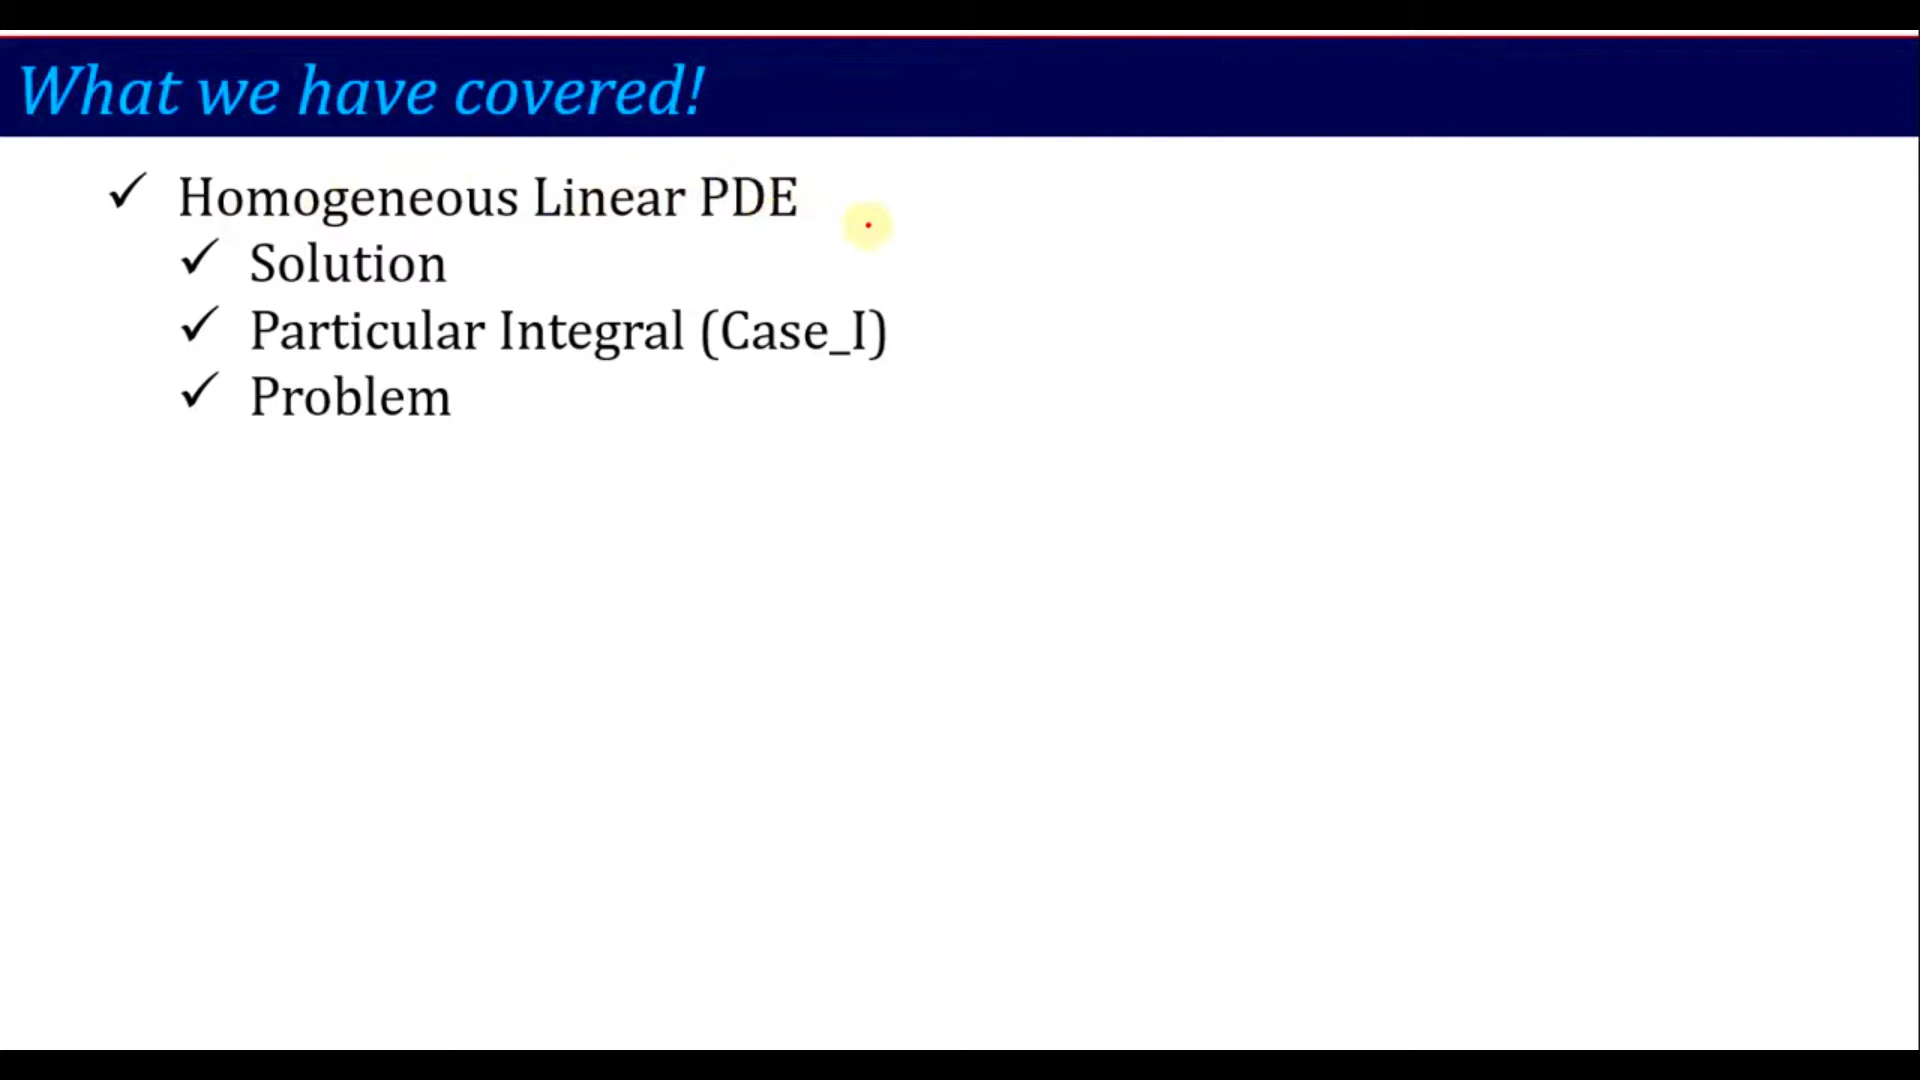 What we have covered!
✓ Homogeneous Linear PDE
✓ Solution
✓ Particular Integral (Case_I)
✓ Problem